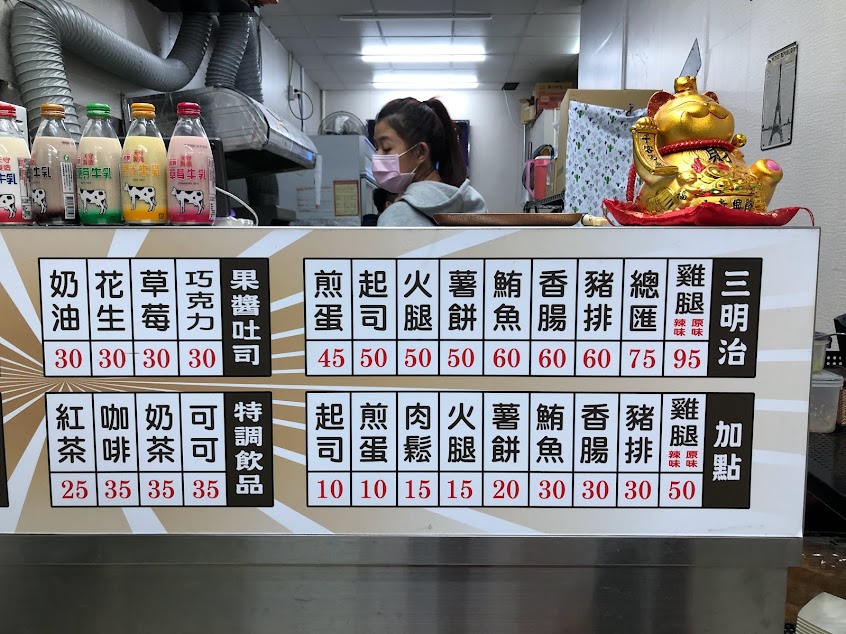 牛乳
牛乳
牛乳
牛乳
果醬吐司
巧克力 30
草莓 30
花生 30
奶油 30
三明治
雞腿 原味 辣味 95
總匯 75
豬排 60
香腸 60
鮪魚 60
薯餅 50
火腿 50
起司 50
煎蛋 45
特調飲品
可可 35
奶茶 35
咖啡 35
紅茶 25
加點
雞腿 原味 辣味 50
豬排 30
香腸 30
鮪魚 30
薯餅 20
火腿 15
肉鬆 15
煎蛋 10
起司 10